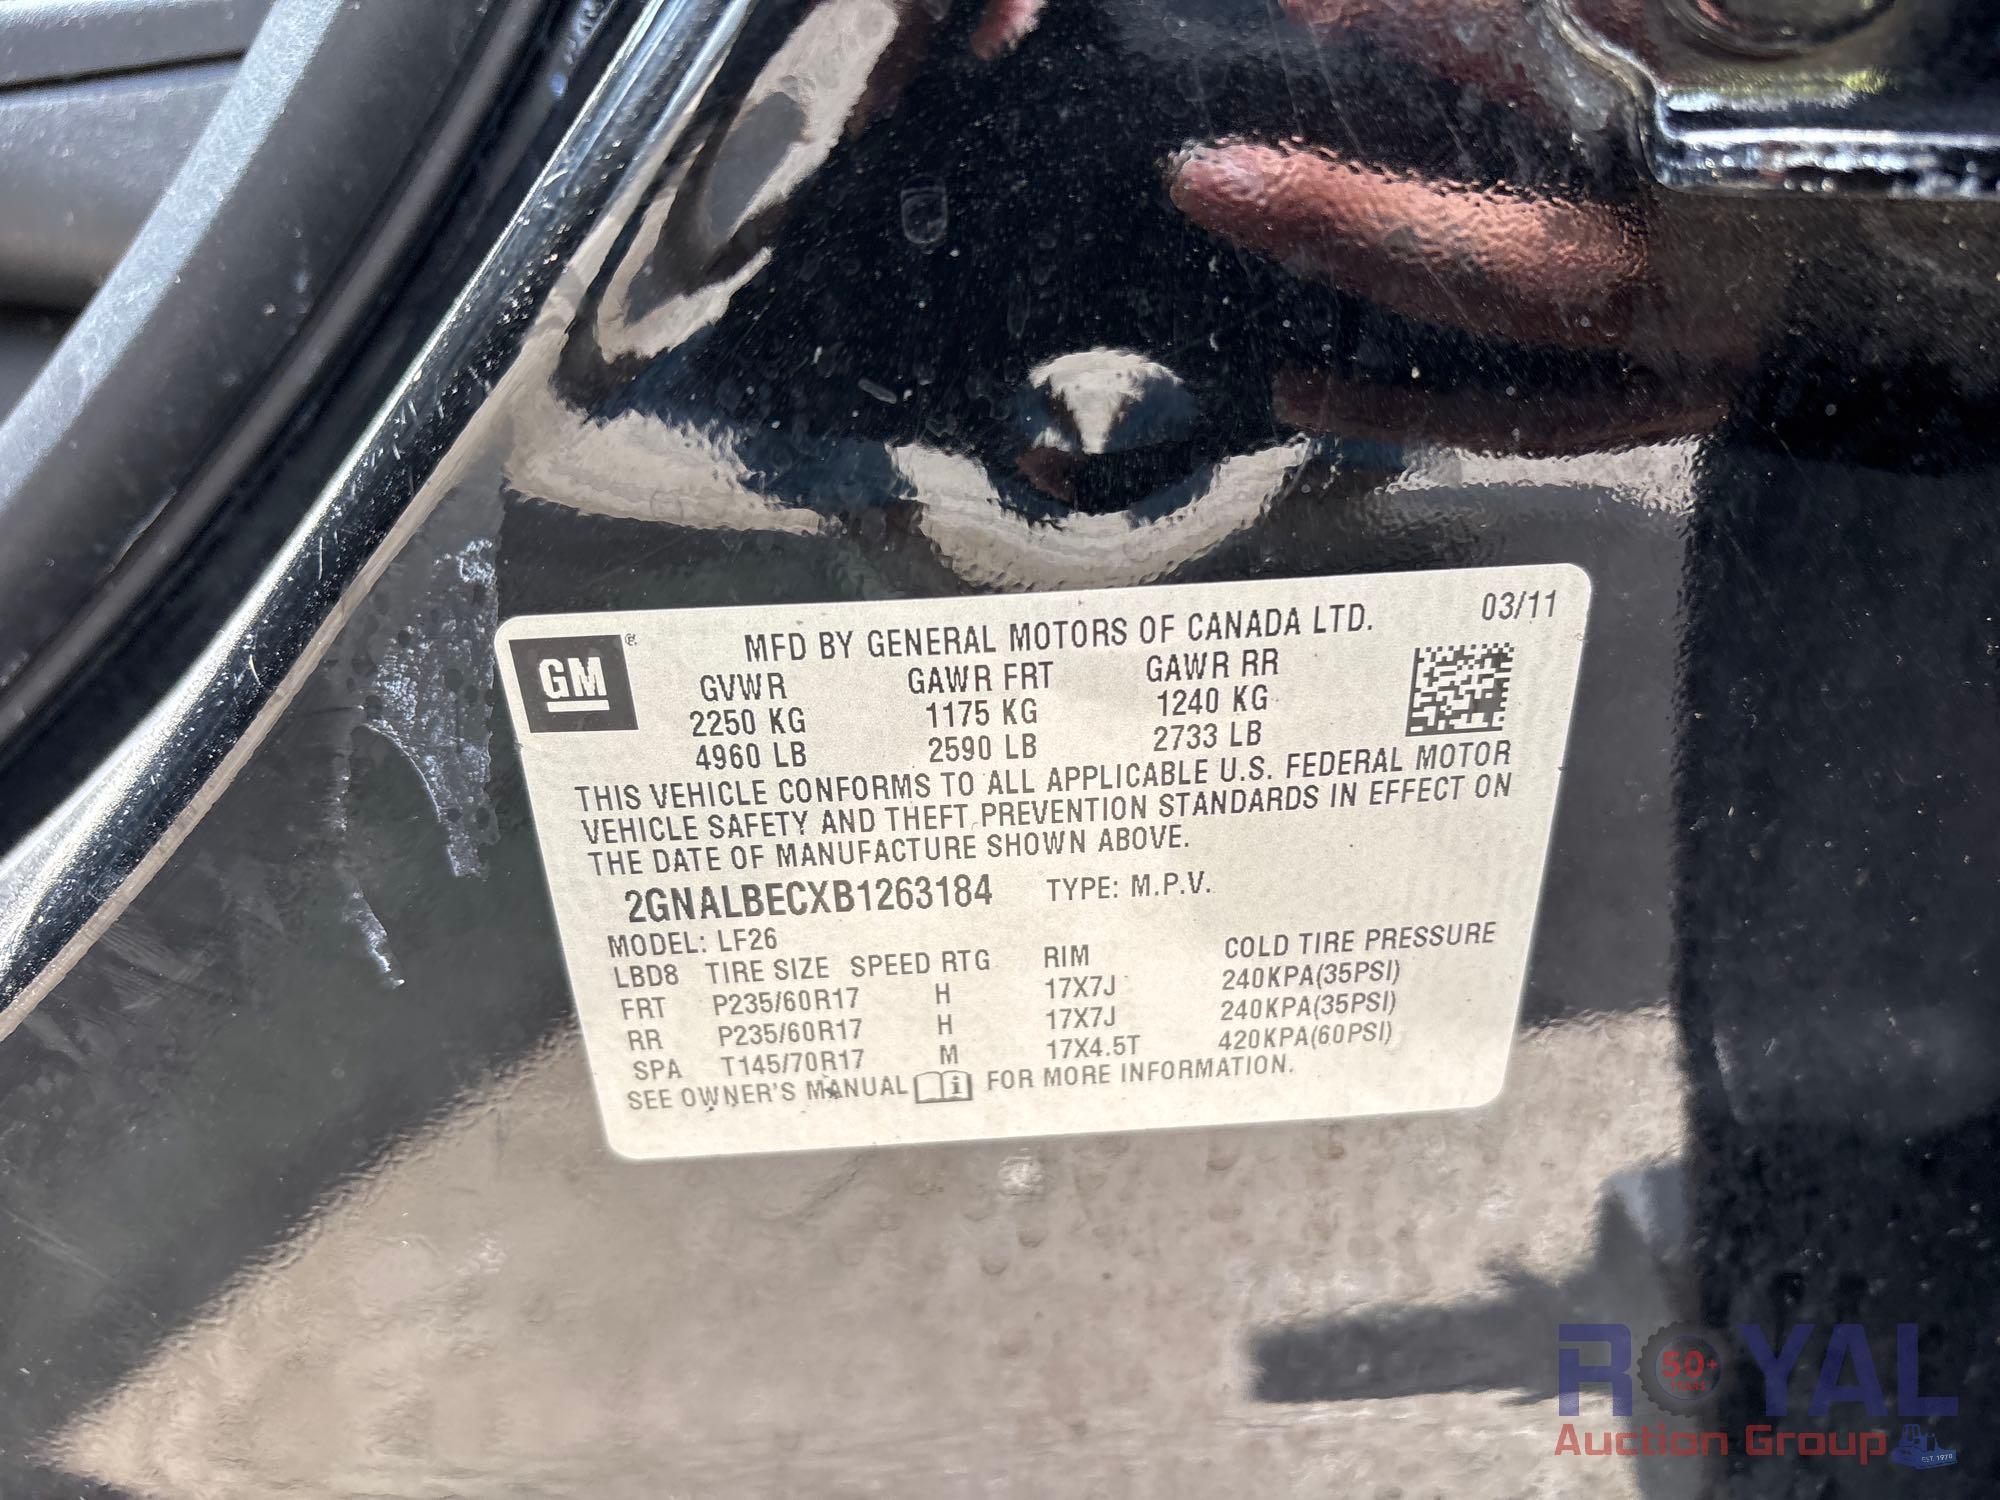 GM ®
MFD BY GENERAL MOTORS OF CANADA LTD. 03/11
GVWR GAWR FRT GAWR RR
2250 KG 1175 KG 1240 KG
4960 LB 2590 LB 2733 LB
THIS VEHICLE CONFORMS TO ALL APPLICABLE U.S. FEDERAL MOTOR
VEHICLE SAFETY AND THEFT PREVENTION STANDARDS IN EFFECT ON
THE DATE OF MANUFACTURE SHOWN ABOVE.
2GNALBECXB1263184 TYPE: M.P.V.
MODEL: LF26
LBD8 TIRE SIZE SPEED RTG RIM COLD TIRE PRESSURE
FRT P235/60R17 H 17X7J 240KPA(35PSI)
RR P235/60R17 H 17X7J 240KPA(35PSI)
SPA T145/70R17 M 17X4.5T 420KPA(60PSI)
SEE OWNER'S MANUAL i FOR MORE INFORMATION.
ROYAL
50+
YEARS
Auction Group
EST. 1970